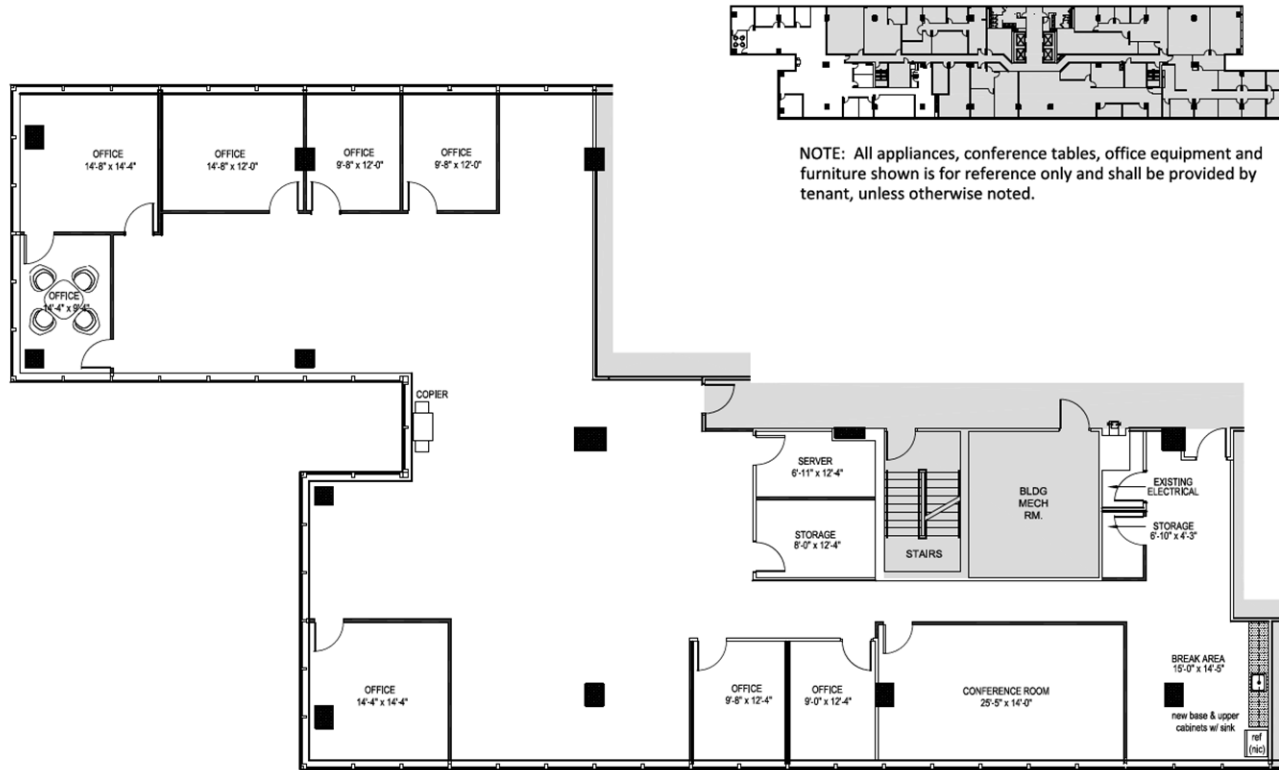 NOTE: All appliances, conference tables, office equipment and
furniture shown is for reference only and shall be provided by
tenant, unless otherwise noted.
OFFICE
14'-8" x 14'-4"
OFFICE
14'-8" x 12'-0"
OFFICE
9'-8" x 12'-0"
OFFICE
9'-8" x 12'-0"
OFFICE
14'-4" x 9'-4"
COPIER
SERVER
6'-11" x 12'-4"
STORAGE
8'-0" x 12'-4"
STAIRS
BLDG
MECH
RM.
EXISTING
ELECTRICAL
STORAGE
6'-10" x 4'-3"
OFFICE
14'-4" x 14'-4"
OFFICE
9'-8" x 12'-4"
OFFICE
9'-0" x 12'-4"
CONFERENCE ROOM
25'-5" x 14'-0"
BREAK AREA
15'-0" x 14'-5"
new base & upper
cabinets w/ sink
ref
(nic)